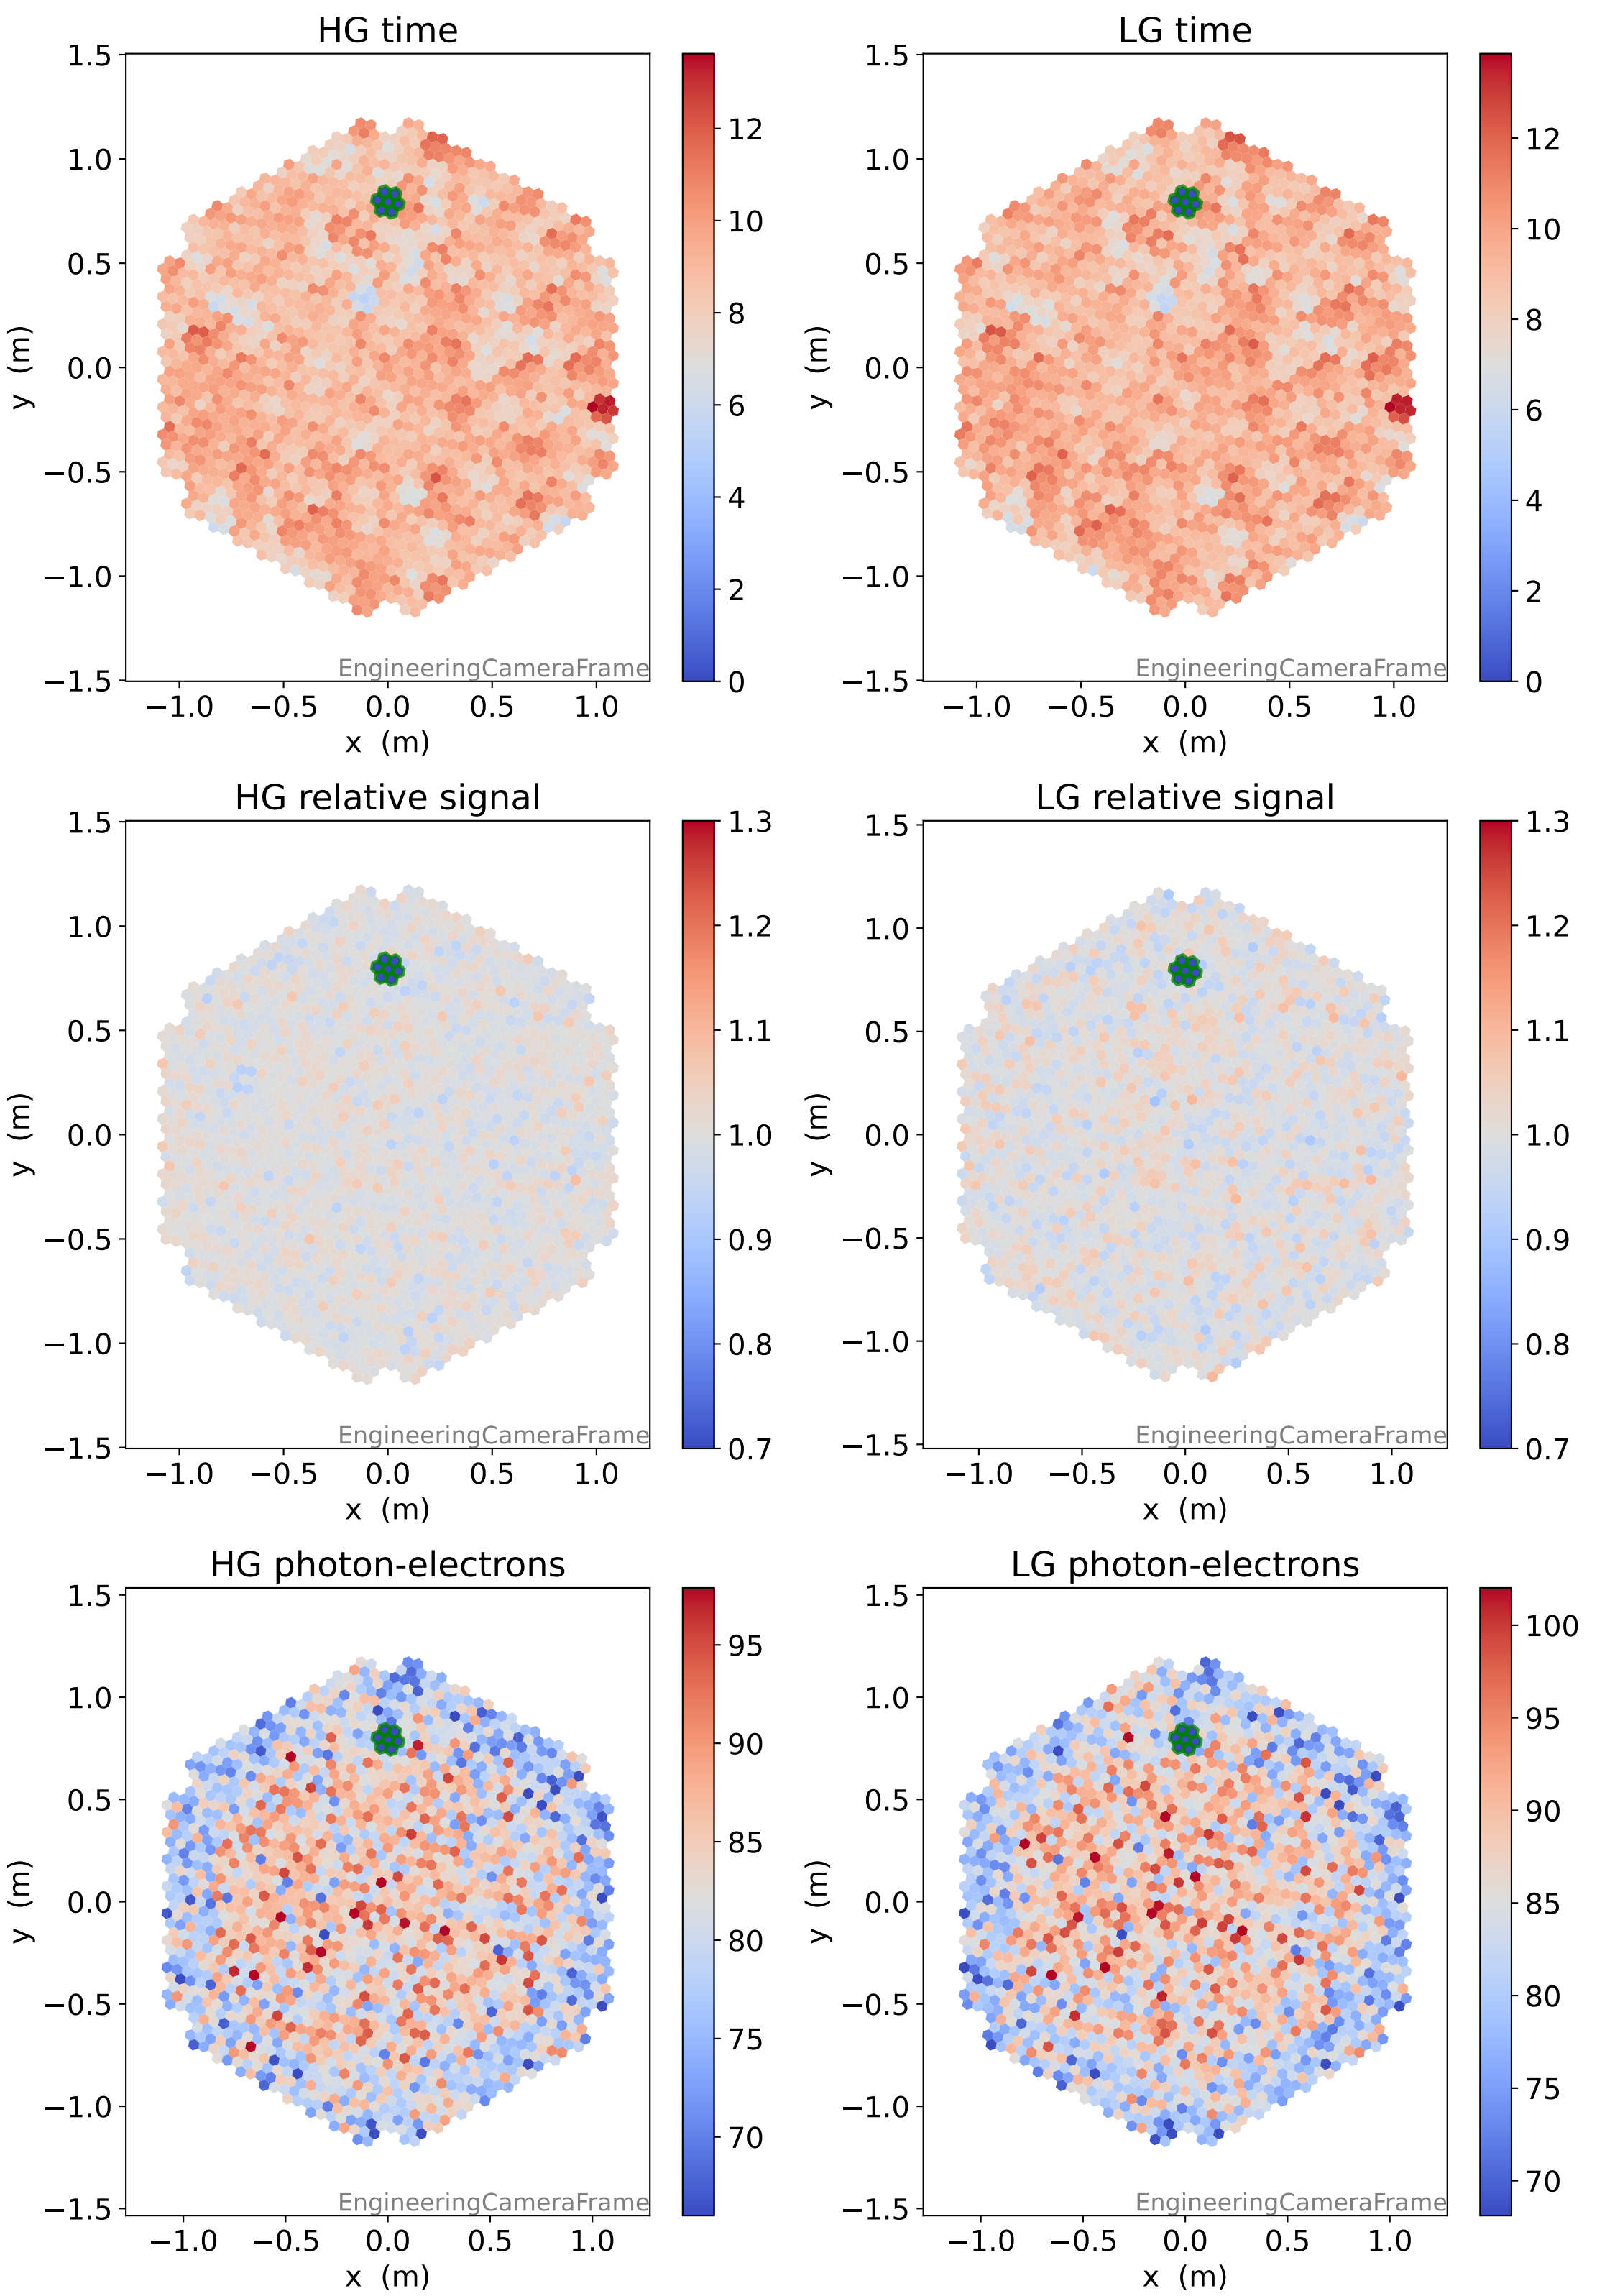 HG time
LG time
1.5
1.0
0.5
0.0
−0.5
−1.0
−1.5
y (m)
−1.0 −0.5 0.0 0.5 1.0
x (m)
EngineeringCameraFrame
12
10
8
6
4
2
0
1.5
1.0
0.5
0.0
−0.5
−1.0
−1.5
y (m)
−1.0 −0.5 0.0 0.5 1.0
x (m)
EngineeringCameraFrame
12
10
8
6
4
2
0
HG relative signal
LG relative signal
1.5
1.0
0.5
0.0
−0.5
−1.0
−1.5
y (m)
−1.0 −0.5 0.0 0.5 1.0
x (m)
EngineeringCameraFrame
1.3
1.2
1.1
1.0
0.9
0.8
0.7
1.5
1.0
0.5
0.0
−0.5
−1.0
−1.5
y (m)
−1.0 −0.5 0.0 0.5 1.0
x (m)
EngineeringCameraFrame
1.3
1.2
1.1
1.0
0.9
0.8
0.7
HG photon-electrons
LG photon-electrons
1.5
1.0
0.5
0.0
−0.5
−1.0
−1.5
y (m)
−1.0 −0.5 0.0 0.5 1.0
x (m)
EngineeringCameraFrame
95
90
85
80
75
70
1.5
1.0
0.5
0.0
−0.5
−1.0
−1.5
y (m)
−1.0 −0.5 0.0 0.5 1.0
x (m)
EngineeringCameraFrame
100
95
90
85
80
75
70